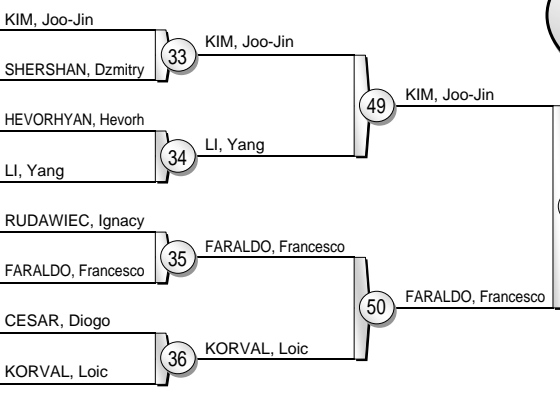 KIM, Joo-Jin
SHERSHAN, Dzmitry
33
KIM, Joo-Jin
HEVORHYAN, Hevorh
LI, Yang
34
LI, Yang
49
KIM, Joo-Jin
RUDAWIEC, Ignacy
FARALDO, Francesco
35
FARALDO, Francesco
CESAR, Diogo
KORVAL, Loic
36
KORVAL, Loic
50
FARALDO, Francesco